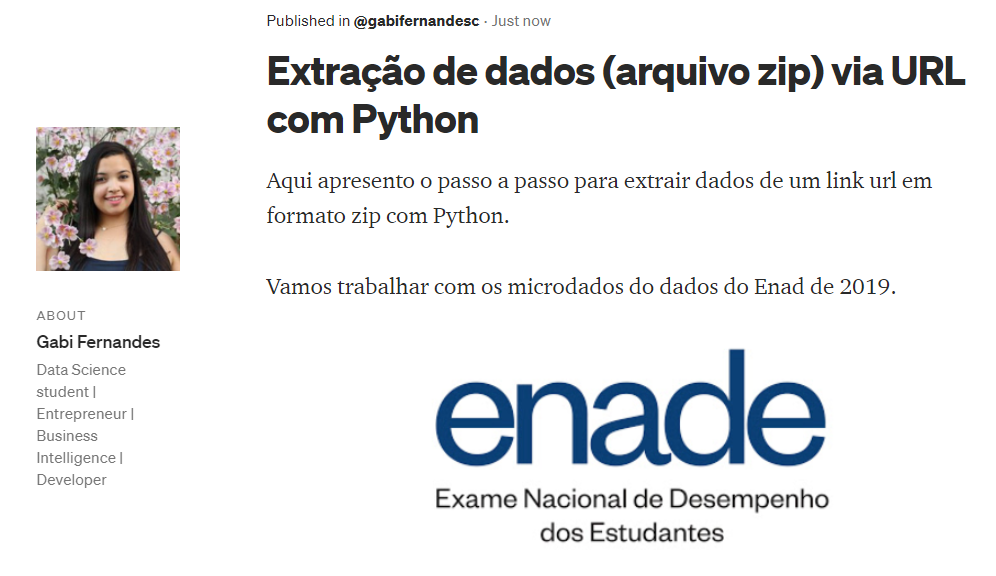 Published in @gabifernandesc · Just now
Extração de dados (arquivo zip) via URL
com Python
Aqui apresento o passo a passo para extrair dados de um link url em
formato zip com Python.
Vamos trabalhar com os microdados do dados do Enad de 2019.
ABOUT
Gabi Fernandes
Data Science
student |
Entrepreneur |
Business
Intelligence |
Developer
enade
Exame Nacional de Desempenho
dos Estudantes